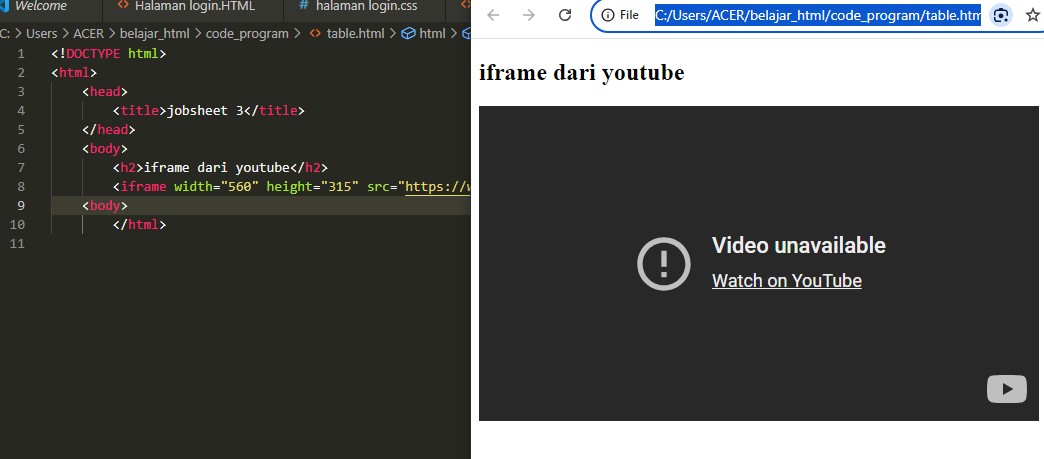 Welcome
Halaman login.HTML
halaman login.css
C: > Users > ACER > belajar_html > code_program > table.html > html >
1 <!DOCTYPE html>
2 <html>
3 <head>
4 <title>jobsheet 3</title>
5 </head>
6 <body>
7 <h2>iframe dari youtube</h2>
8 <iframe width="560" height="315" src="https://w
9 <body>
10 </html>
11
File C:/Users/ACER/belajar_html/code_program/table.htm
iframe dari youtube
Video unavailable
Watch on YouTube